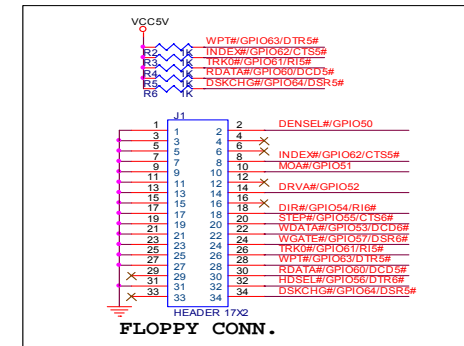 VCC5V
WPT#/GPIO63/DTR5#
R2 1K INDEX#/GPIO62/CTS5#
R3 1K TRK0#/GPIO61/RI5#
R4 1K RDATA#/GPIO60/DCD5#
R5 1K DSKCHG#/GPIO64/DSR5#
R6 1K
J1
1 1 2 2 DENSEL#/GPIO50
3 3 4 4
5 5 6 6
7 7 8 8 INDEX#/GPIO62/CTS5#
9 9 10 10 MOA#/GPIO51
11 11 12 12
13 13 14 14 DRVA#/GPIO52
15 15 16 16
17 17 18 18 DIR#/GPIO54/RI6#
19 19 20 20 STEP#/GPIO55/CTS6#
21 21 22 22 WDATA#/GPIO53/DCD6#
23 23 24 24 WGATE#/GPIO57/DSR6#
25 25 26 26 TRK0#/GPIO61/RI5#
27 27 28 28 WPT#/GPIO63/DTR5#
29 29 30 30 RDATA#/GPIO60/DCD5#
31 31 32 32 HDSEL#/GPIO56/DTR6#
33 33 34 34 DSKCHG#/GPIO64/DSR5#
HEADER 17X2
FLOPPY CONN.